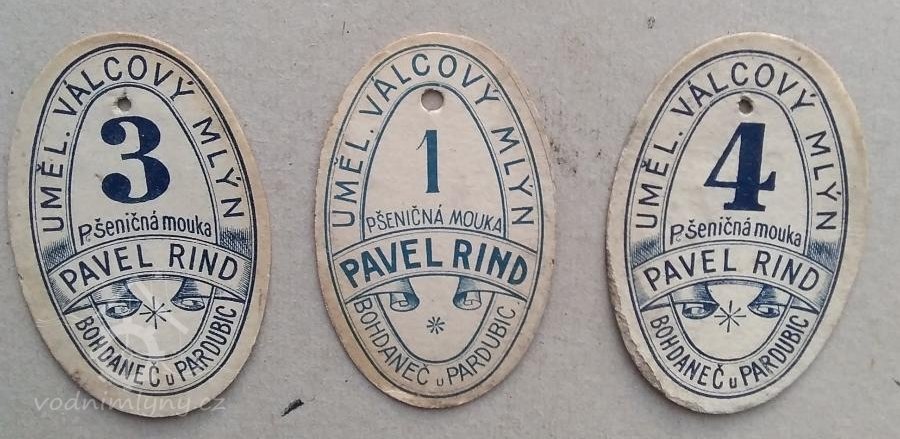 UMĚL. VÁLCOVÝ MLÝN
3
Pšeničná mouka
PAVEL RIND
BOHDANEČ u PARDUBIC
UMĚL. VÁLCOVÝ MLÝN
1
PŠENIČNÁ MOUKA
PAVEL RIND
BOHDANEČ u PARDUBIC.
UMĚL. VÁLCOVÝ MLÝN
4
Pšeničná mouka
PAVEL RIND
BOHDANEČ u PARDUBIC
vodnimlyny.cz